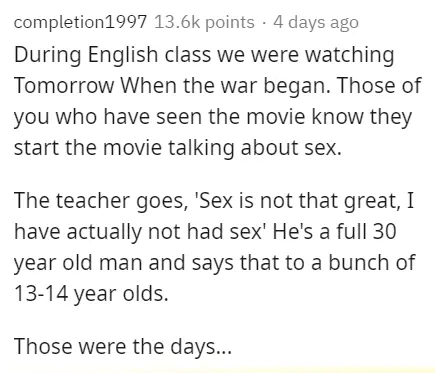 completion1997 13.6k points · 4 days ago
During English class we were watching
Tomorrow When the war began. Those of
you who have seen the movie know they
start the movie talking about sex.
The teacher goes, 'Sex is not that great, I
have actually not had sex' He's a full 30
year old man and says that to a bunch of
13-14 year olds.
Those were the days...